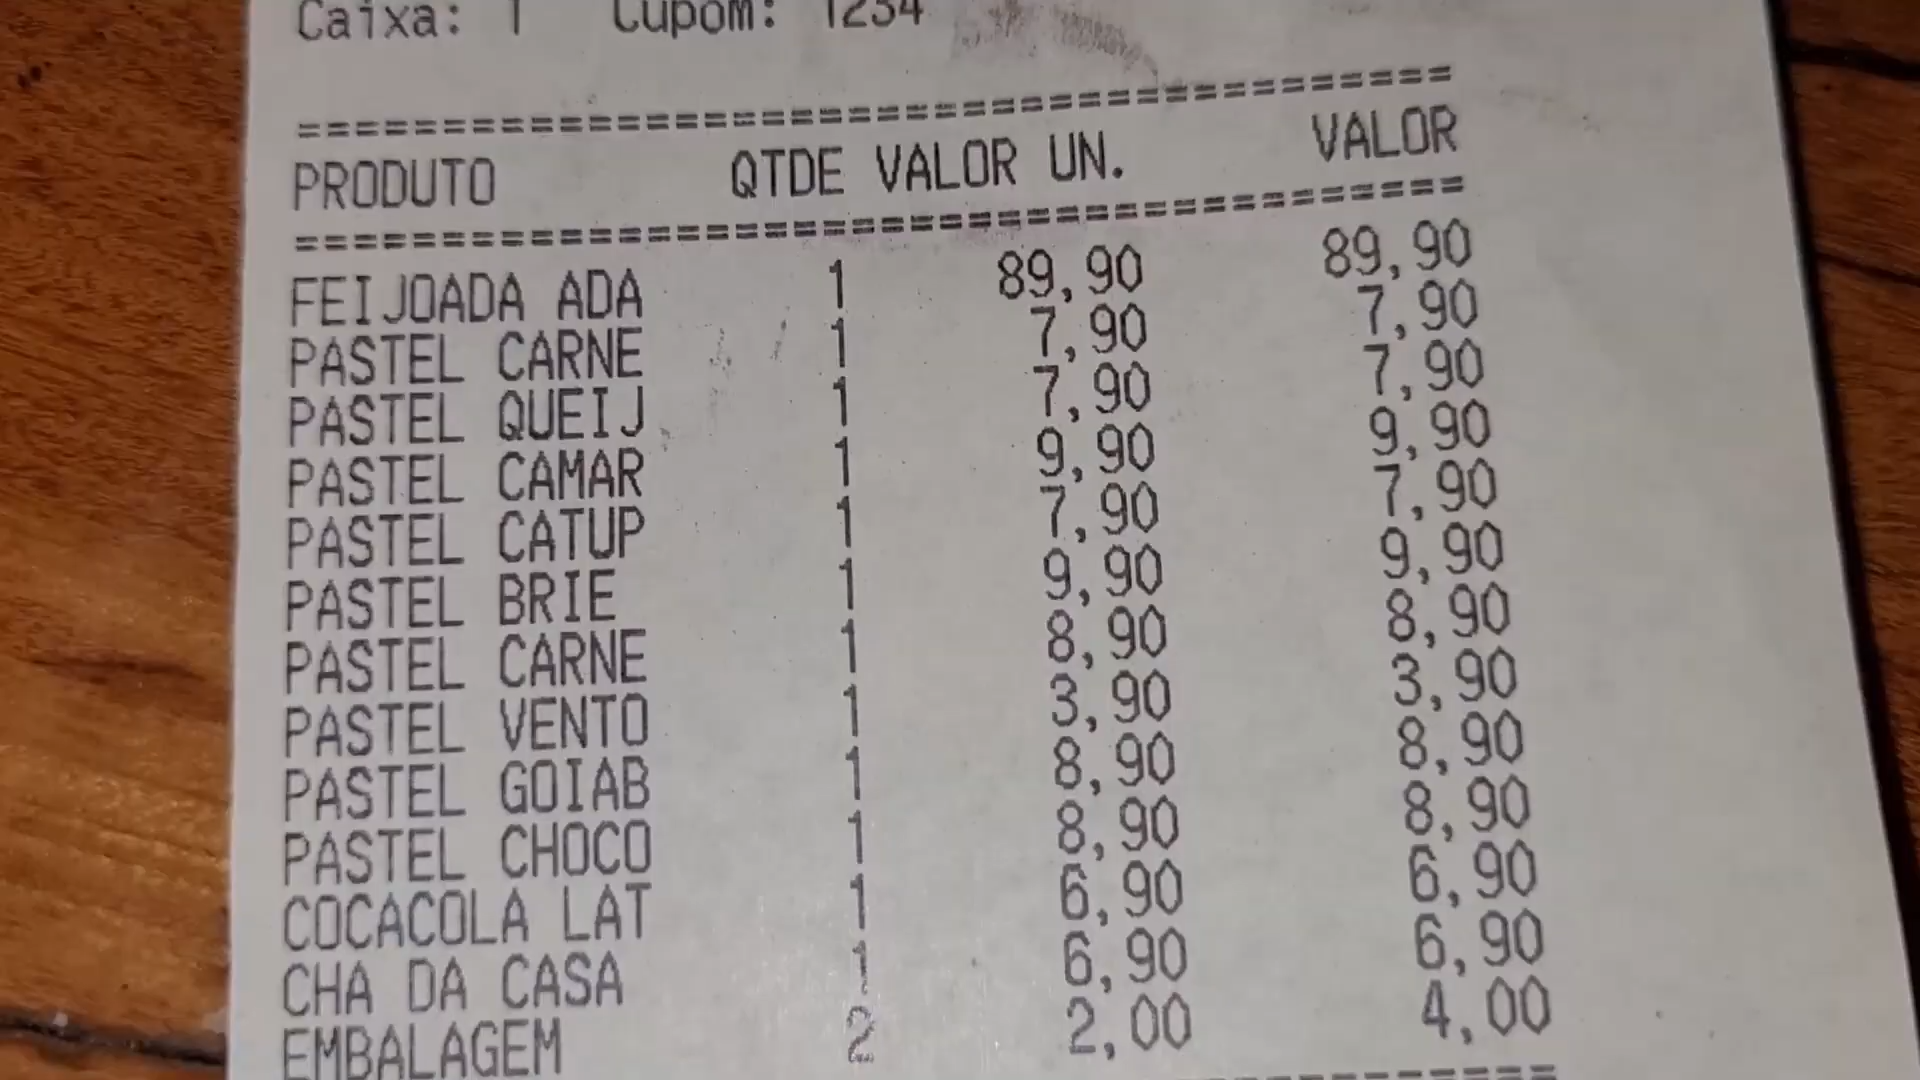 Caixa: 1 Cupom: 1234
========================================
PRODUTO QTDE VALOR UN. VALOR
========================================
FEIJOADA ADA 1 89,90 89,90
PASTEL CARNE 1 7,90 7,90
PASTEL QUEIJ 1 7,90 7,90
PASTEL CAMAR 1 9,90 9,90
PASTEL CATUP 1 7,90 7,90
PASTEL BRIE 1 9,90 9,90
PASTEL CARNE 1 8,90 8,90
PASTEL VENTO 1 3,90 3,90
PASTEL GOIAB 1 8,90 8,90
PASTEL CHOCO 1 8,90 8,90
COCACOLA LAT 1 6,90 6,90
CHA DA CASA 1 6,90 6,90
EMBALAGEM 2 2,00 4,00